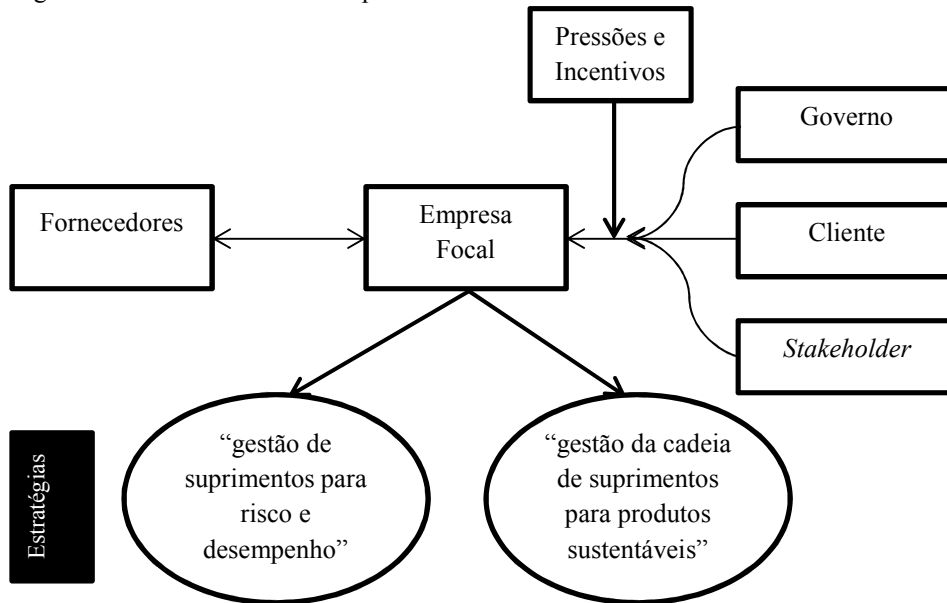 Pressões e
Incentivos
Governo
Fornecedores
Empresa
Focal
Cliente
Stakeholder
Estratégias
“gestão de
suprimentos para
risco e
desempenho”
“gestão da cadeia
de suprimentos
para produtos
sustentáveis”